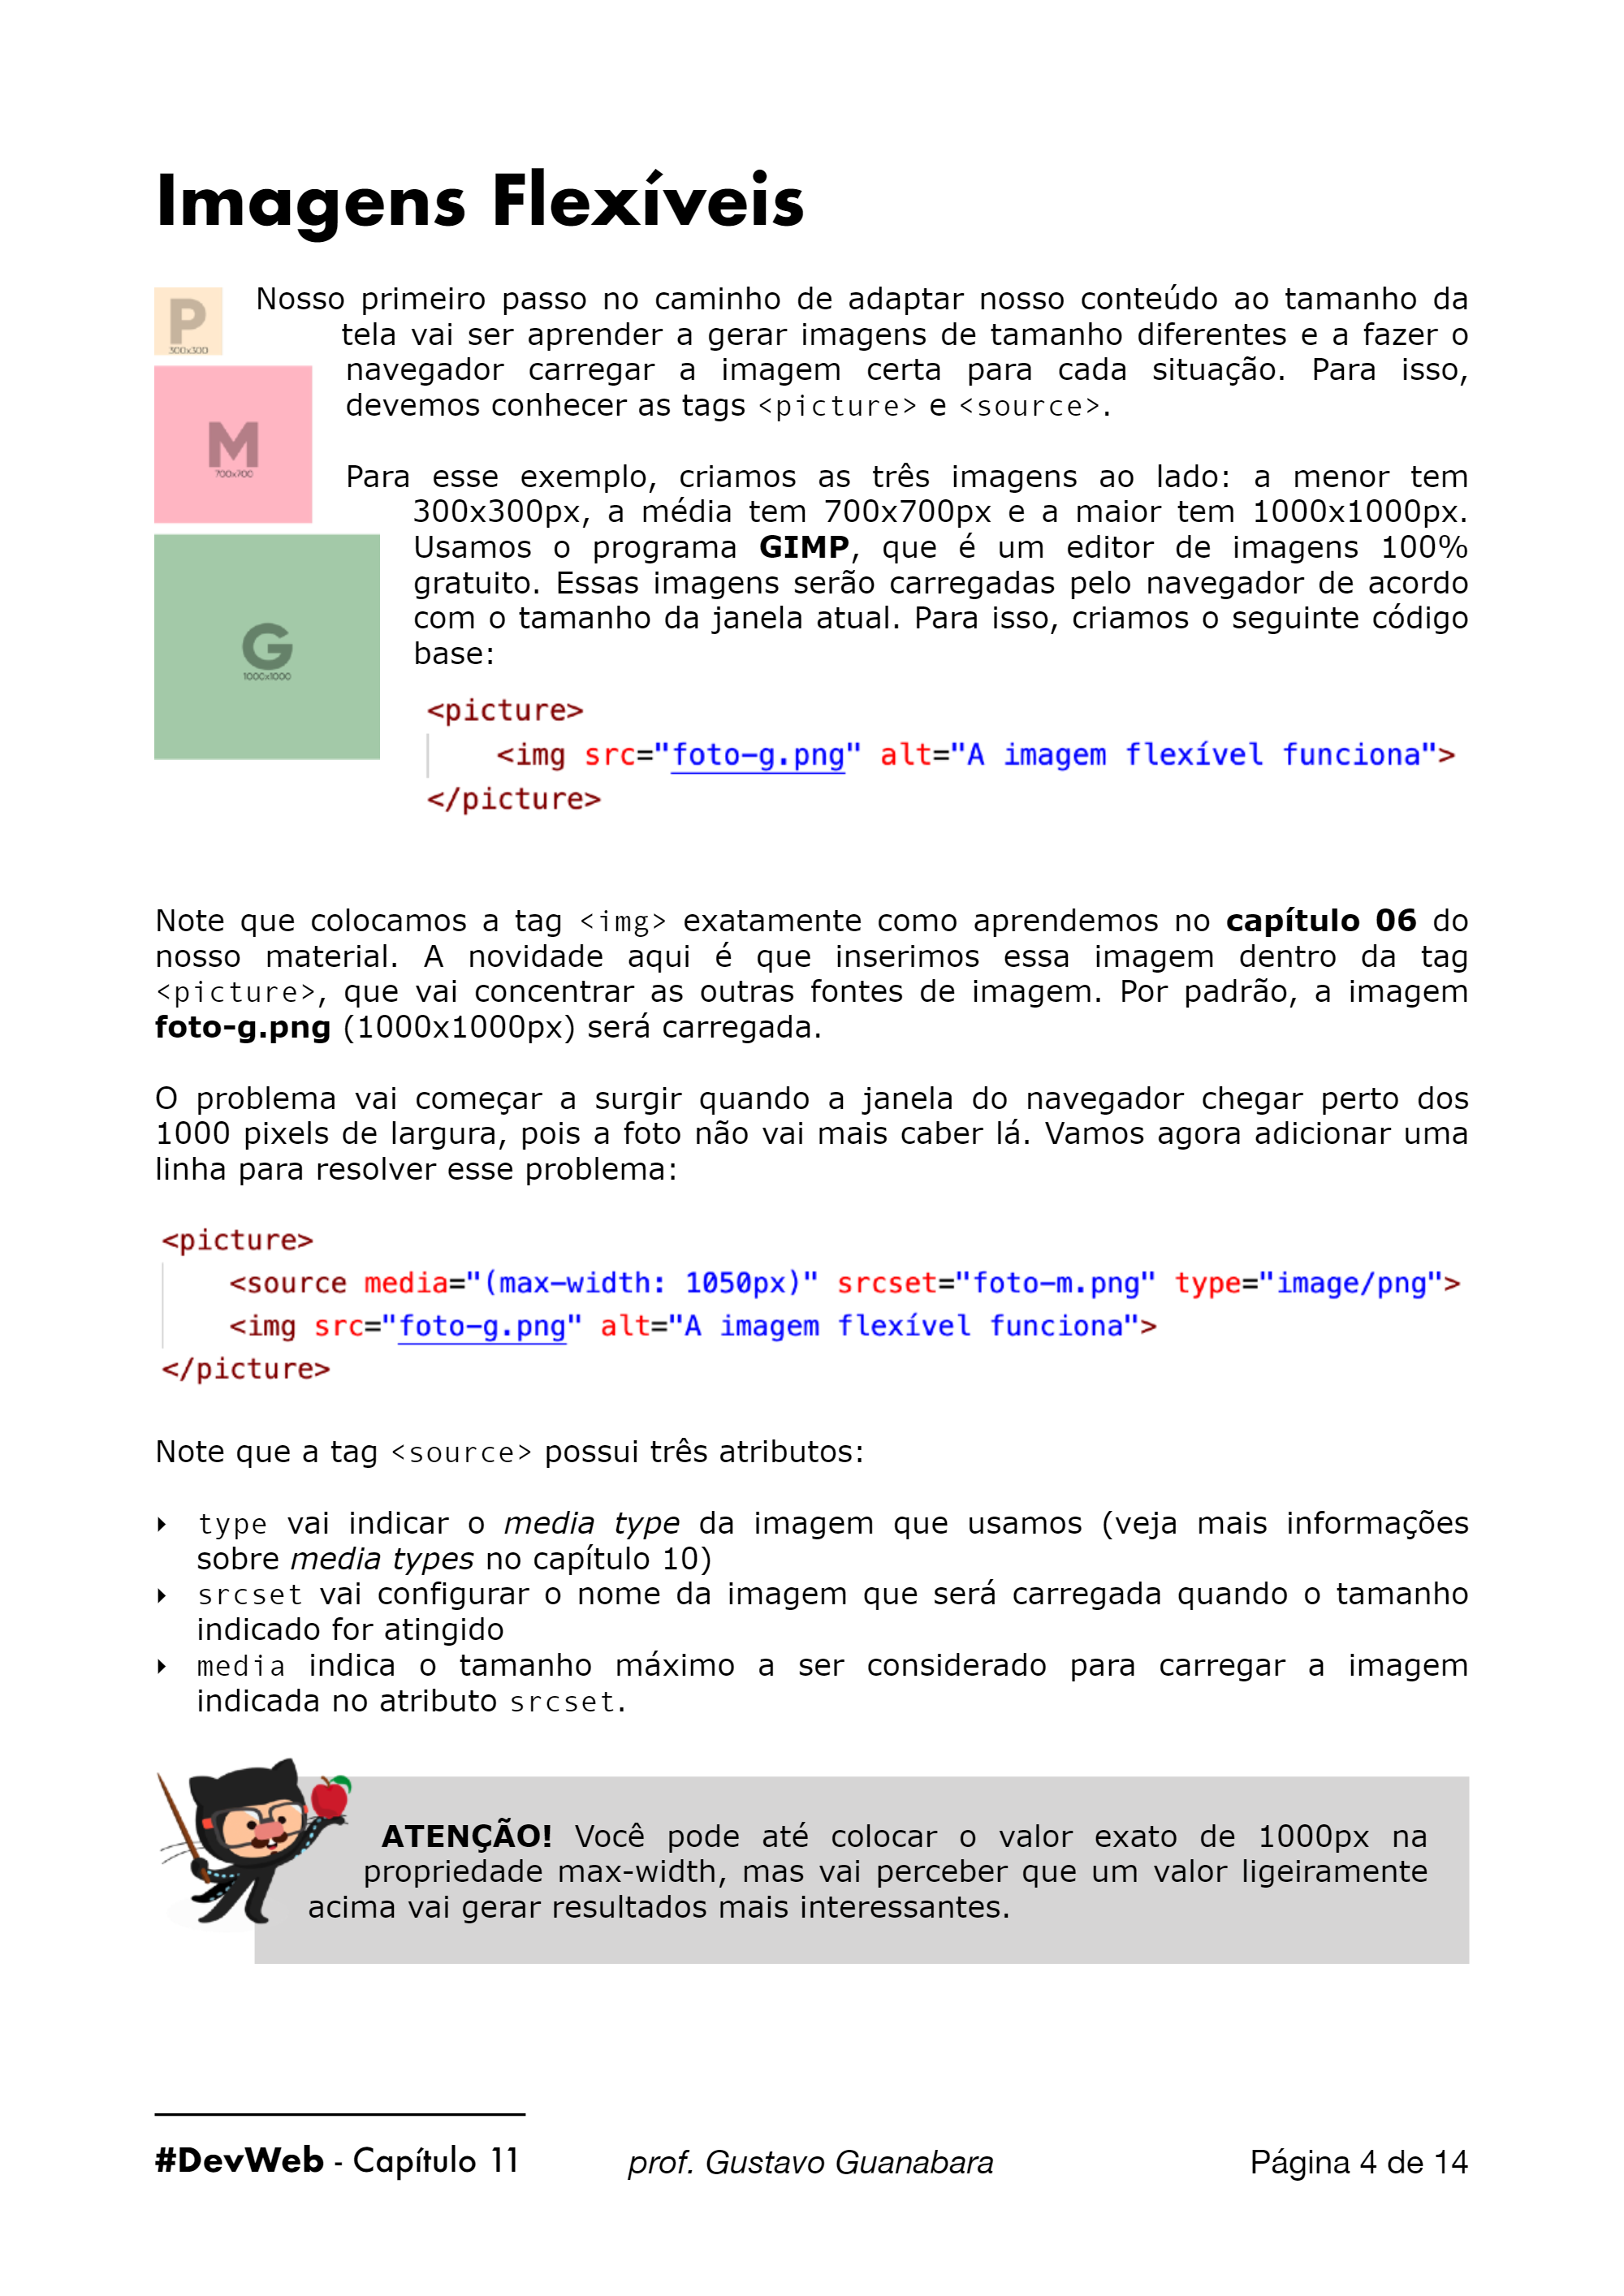 Imagens Flexíveis
P
300x300
Nosso primeiro passo no caminho de adaptar nosso conteúdo ao tamanho da
tela vai ser aprender a gerar imagens de tamanho diferentes e a fazer o
navegador carregar a imagem certa para cada situação. Para isso,
devemos conhecer as tags <picture> e <source>.
M
700x700
Para esse exemplo, criamos as três imagens ao lado: a menor tem
300x300px, a média tem 700x700px e a maior tem 1000x1000px.
Usamos o programa GIMP, que é um editor de imagens 100%
gratuito. Essas imagens serão carregadas pelo navegador de acordo
com o tamanho da janela atual. Para isso, criamos o seguinte código
base:
G
1000x1000
<picture>
<img src="foto-g.png" alt="A imagem flexível funciona">
</picture>
Note que colocamos a tag <img> exatamente como aprendemos no capítulo 06 do
nosso material. A novidade aqui é que inserimos essa imagem dentro da tag
<picture>, que vai concentrar as outras fontes de imagem. Por padrão, a imagem
foto-g.png (1000x1000px) será carregada.
O problema vai começar a surgir quando a janela do navegador chegar perto dos
1000 pixels de largura, pois a foto não vai mais caber lá. Vamos agora adicionar uma
linha para resolver esse problema:
<picture>
<source media="(max-width: 1050px)" srcset="foto-m.png" type="image/png">
<img src="foto-g.png" alt="A imagem flexível funciona">
</picture>
Note que a tag <source> possui três atributos:
‣ type vai indicar o media type da imagem que usamos (veja mais informações
sobre media types no capítulo 10)
‣ srcset vai configurar o nome da imagem que será carregada quando o tamanho
indicado for atingido
‣ media indica o tamanho máximo a ser considerado para carregar a imagem
indicada no atributo srcset.
ATENÇÃO! Você pode até colocar o valor exato de 1000px na
propriedade max-width, mas vai perceber que um valor ligeiramente
acima vai gerar resultados mais interessantes.
#DevWeb - Capítulo 11 prof. Gustavo Guanabara Página 4 de 14